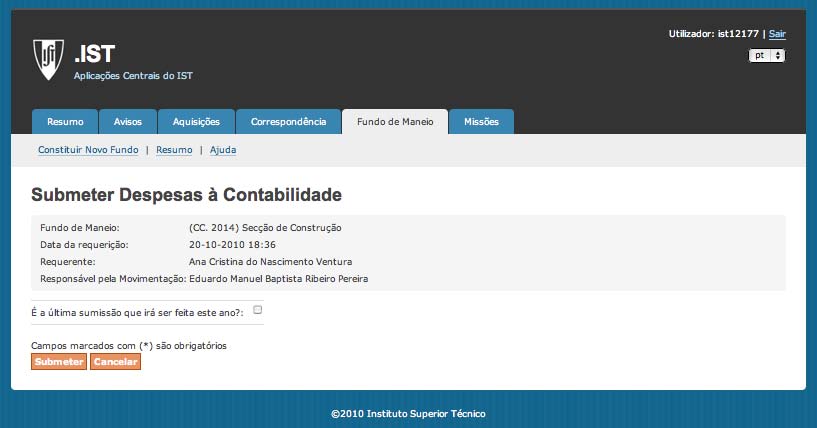 Utilizador: ist12177 | Sair
pt
.IST
Aplicações Centrais do IST
Resumo Avisos Aquisições Correspondência Fundo de Maneio Missões
Constituir Novo Fundo | Resumo | Ajuda
Submeter Despesas à Contabilidade
Fundo de Maneio: (CC. 2014) Secção de Construção
Data da requerição: 20-10-2010 18:36
Requerente: Ana Cristina do Nascimento Ventura
Responsável pela Movimentação: Eduardo Manuel Baptista Ribeiro Pereira
É a última sumissão que irá ser feita este ano?:
Campos marcados com (*) são obrigatórios
Submeter Cancelar
©2010 Instituto Superior Técnico